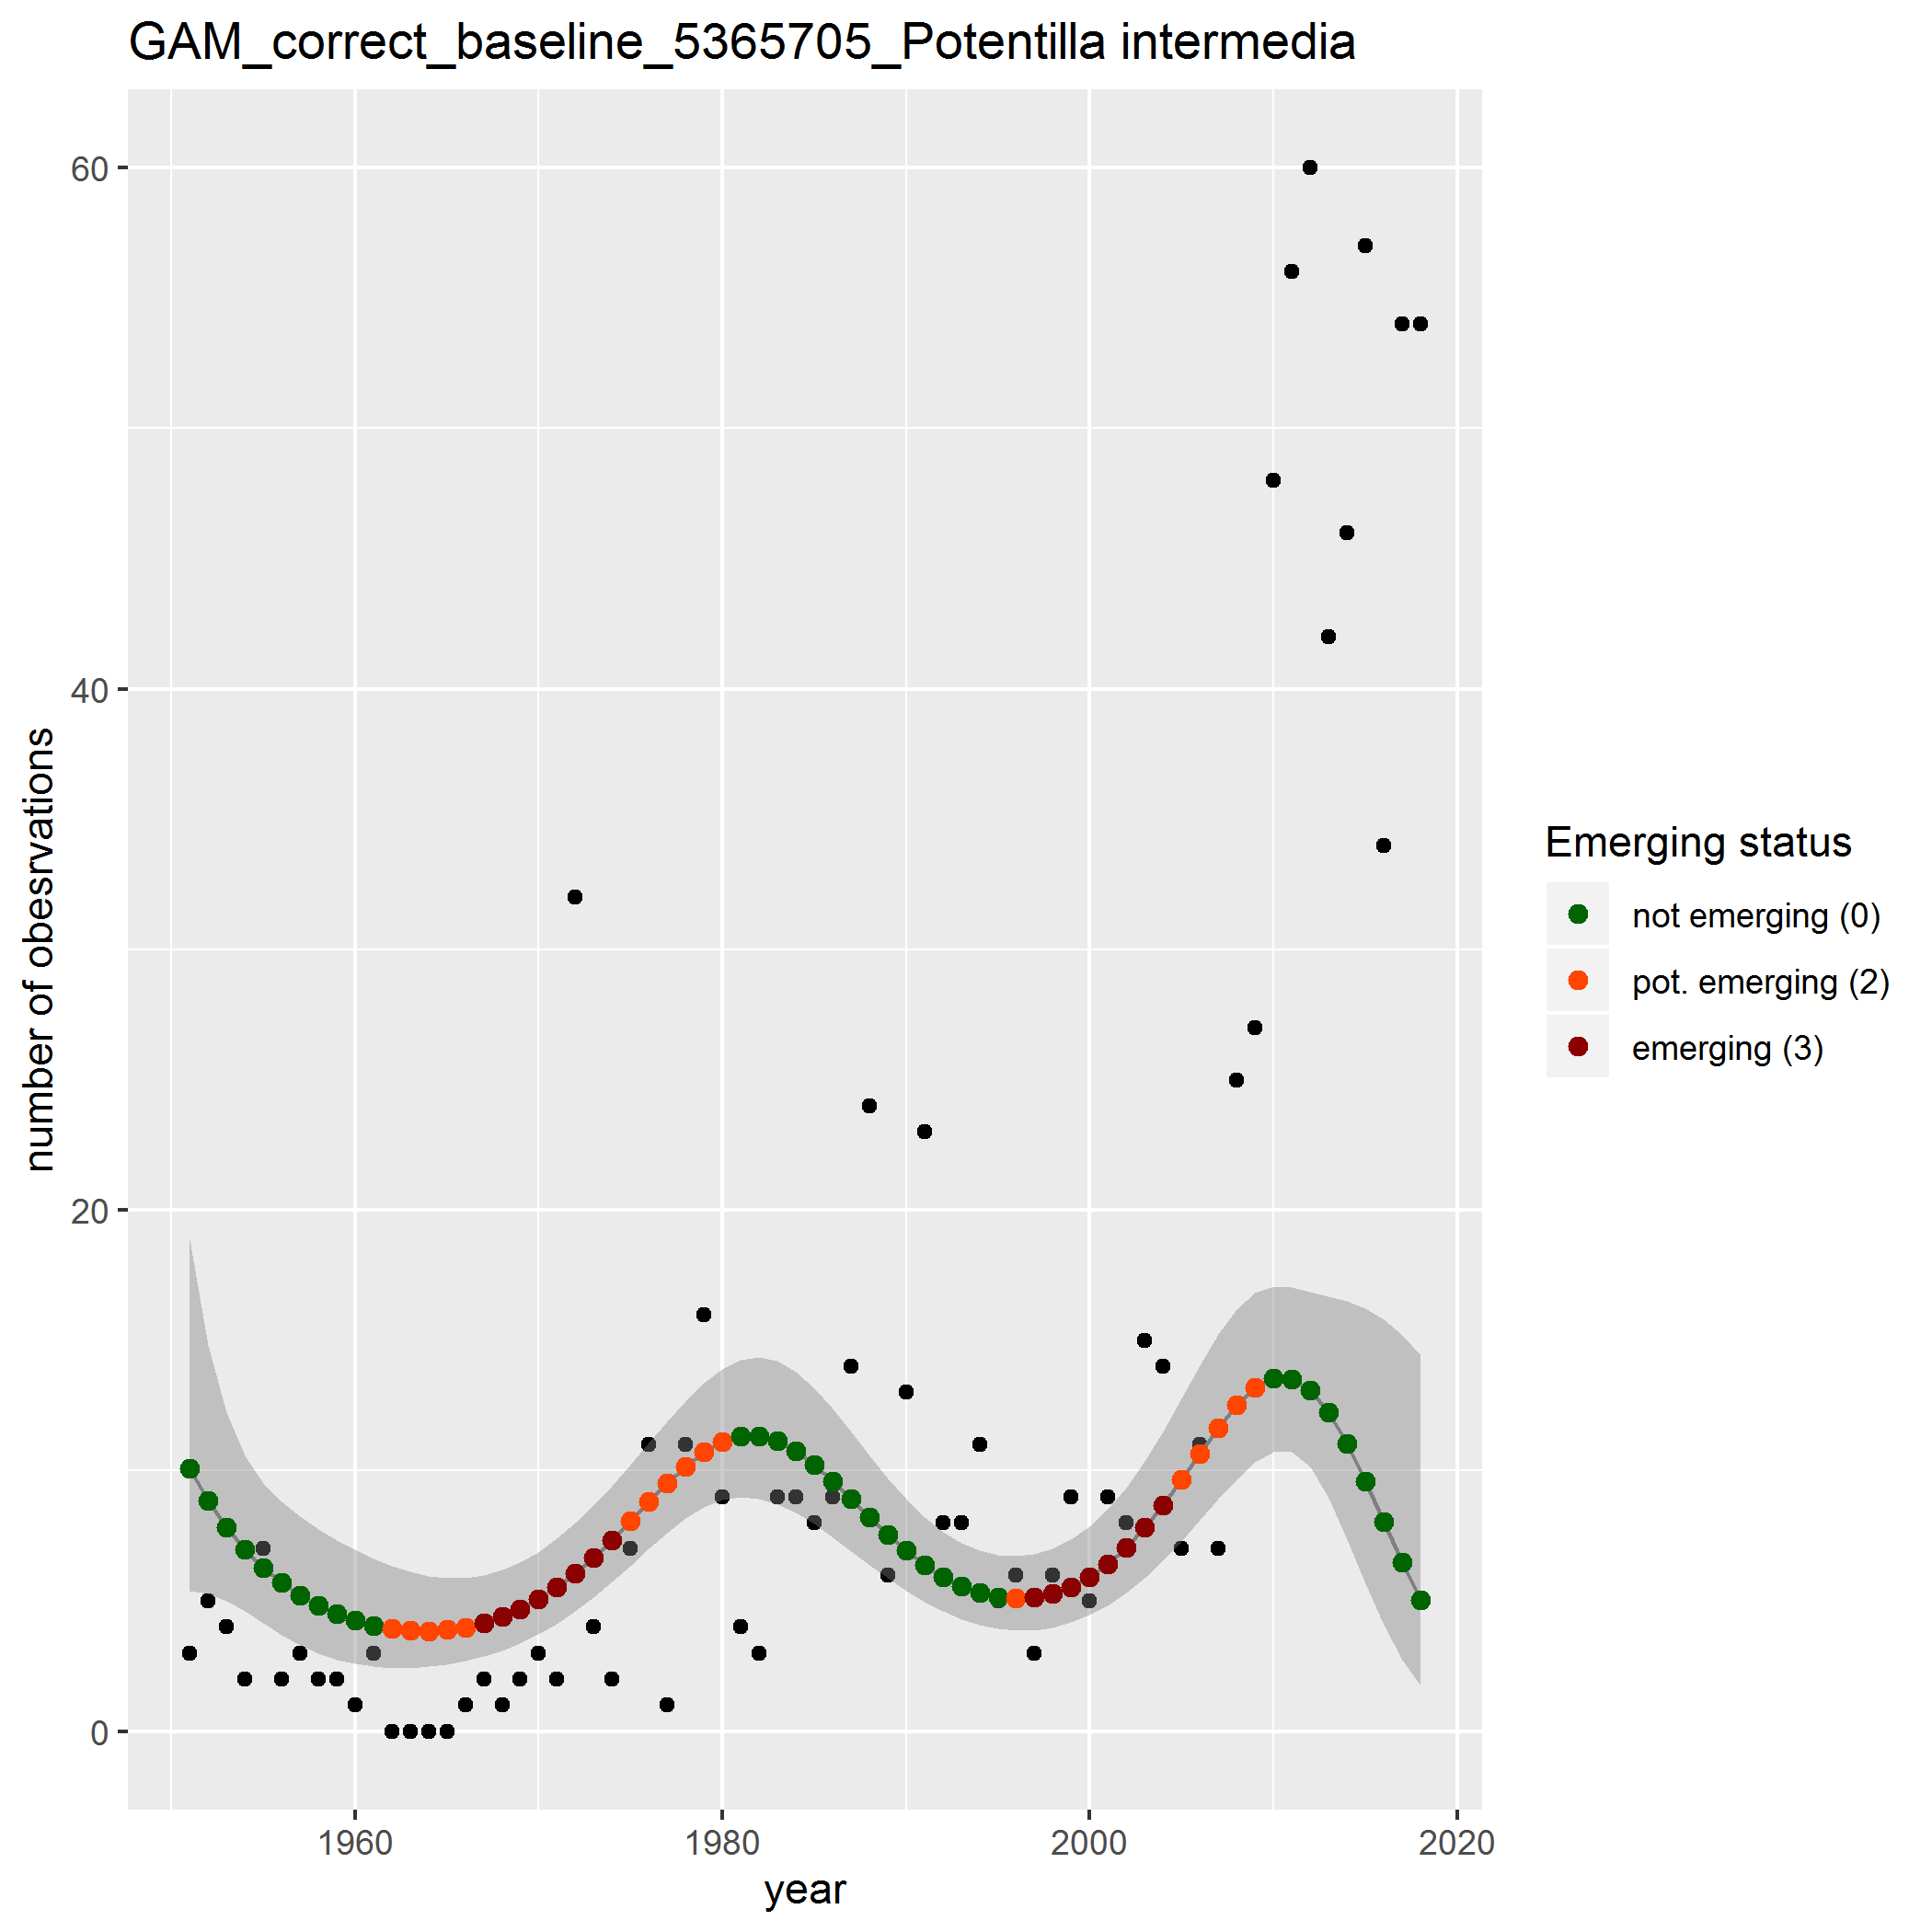 GAM_correct_baseline_5365705_Potentilla intermedia
60
40
20
0
number of obesrvations
1960
1980
2000
2020
year
Emerging status
not emerging (0)
pot. emerging (2)
emerging (3)